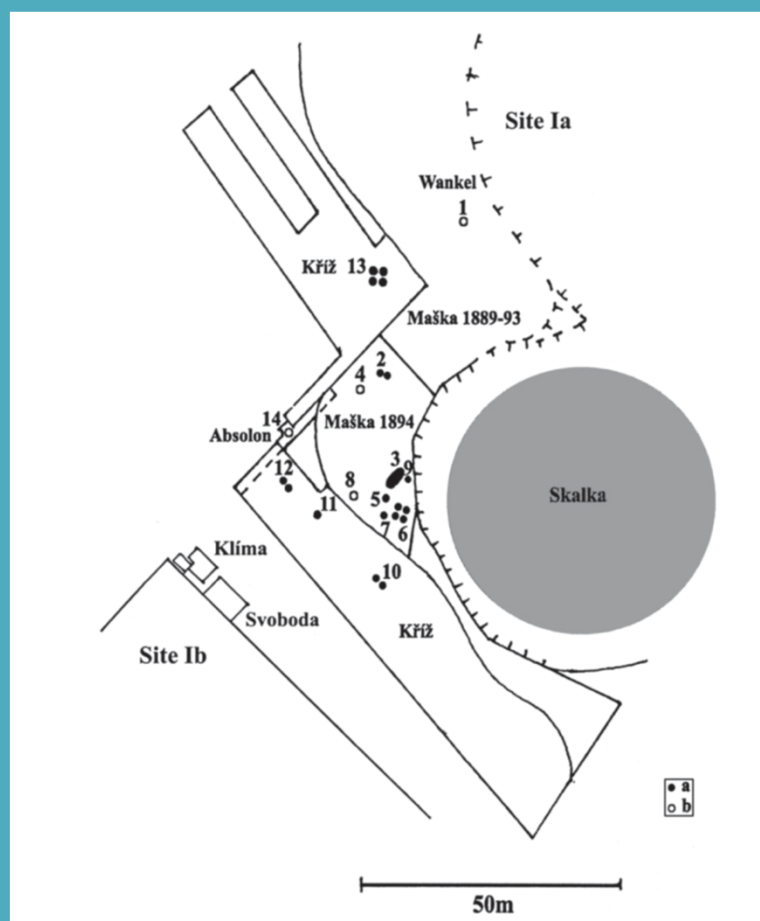 Site Ia
Wankel
1
Kříž 13
Maška 1889-93
2
4
14
Maška 1894
Absolon
3
9
12
8
5
Skalka
11
7
6
Klíma
10
Svoboda
Kříž
Site Ib
a
b
50m